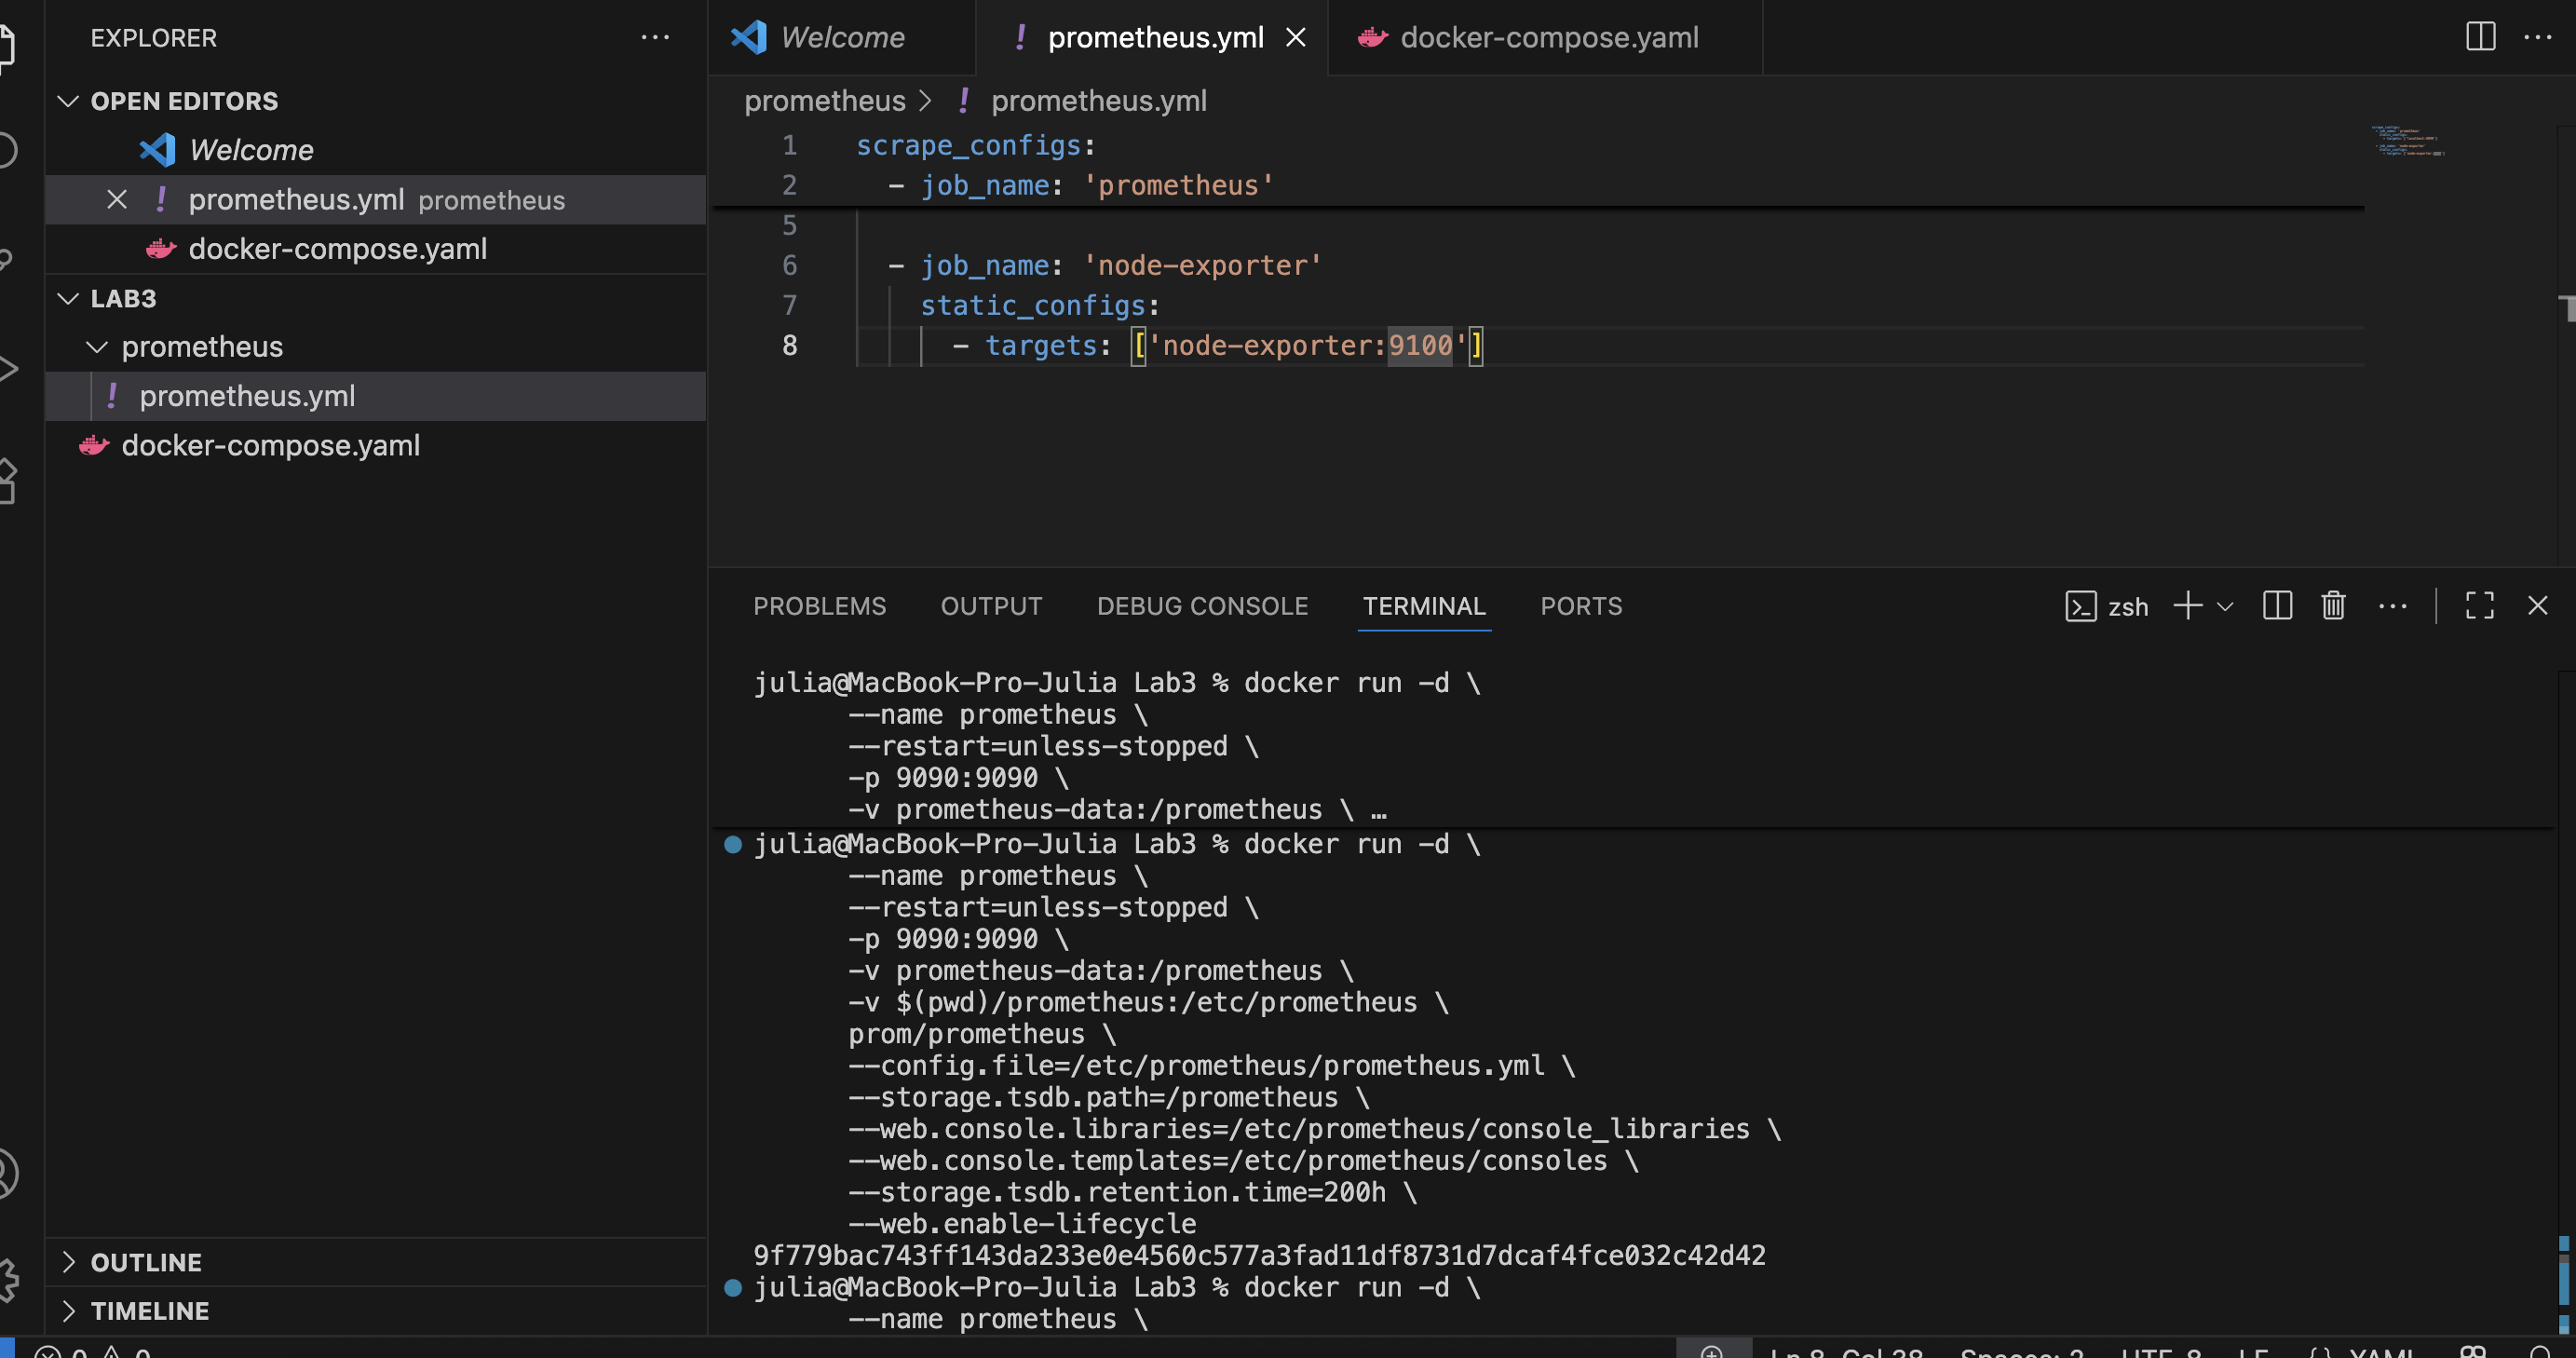 EXPLORER
OPEN EDITORS
Welcome
prometheus.yml prometheus
docker-compose.yaml
LAB3
prometheus
prometheus.yml
docker-compose.yaml
OUTLINE
TIMELINE
Welcome
prometheus.yml
docker-compose.yaml
prometheus > prometheus.yml
1 scrape_configs:
2 - job_name: 'prometheus'
5
6 - job_name: 'node-exporter'
7 static_configs:
8 - targets: ['node-exporter:9100']
PROBLEMS OUTPUT DEBUG CONSOLE TERMINAL PORTS
zsh
julia@MacBook-Pro-Julia Lab3 % docker run -d \
--name prometheus \
--restart=unless-stopped \
-p 9090:9090 \
-v prometheus-data:/prometheus \ …
julia@MacBook-Pro-Julia Lab3 % docker run -d \
--name prometheus \
--restart=unless-stopped \
-p 9090:9090 \
-v prometheus-data:/prometheus \
-v $(pwd)/prometheus:/etc/prometheus \
prom/prometheus \
--config.file=/etc/prometheus/prometheus.yml \
--storage.tsdb.path=/prometheus \
--web.console.libraries=/etc/prometheus/console_libraries \
--web.console.templates=/etc/prometheus/consoles \
--storage.tsdb.retention.time=200h \
--web.enable-lifecycle
9f779bac743ff143da233e0e4560c577a3fad11df8731d7dcaf4fce032c42d42
julia@MacBook-Pro-Julia Lab3 % docker run -d \
--name prometheus \
0 0
Ln 8, Col 38 Spaces: 2 UTF-8 LF {} YAML